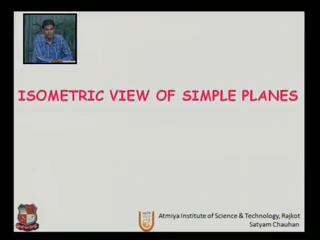 ISOMETRIC VIEW OF SIMPLE PLANES
Atmiya Institute of Science & Technology, Rajkot
Satyam Chauhan